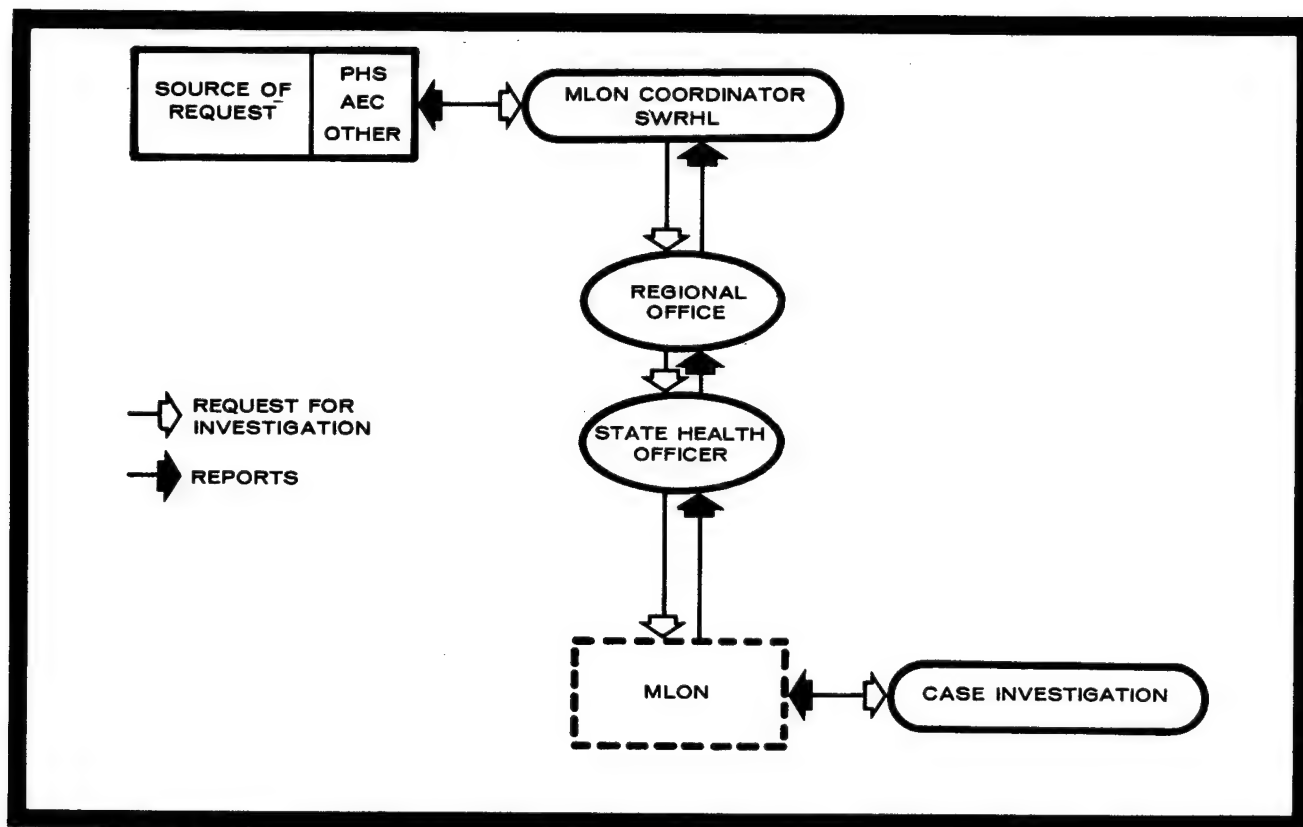 SOURCE OF
REQUEST
PHS
AEC
OTHER
MLON COORDINATOR
SWRHL
REGIONAL
OFFICE
STATE HEALTH
OFFICER
REQUEST FOR
INVESTIGATION
REPORTS
MLON
CASE INVESTIGATION